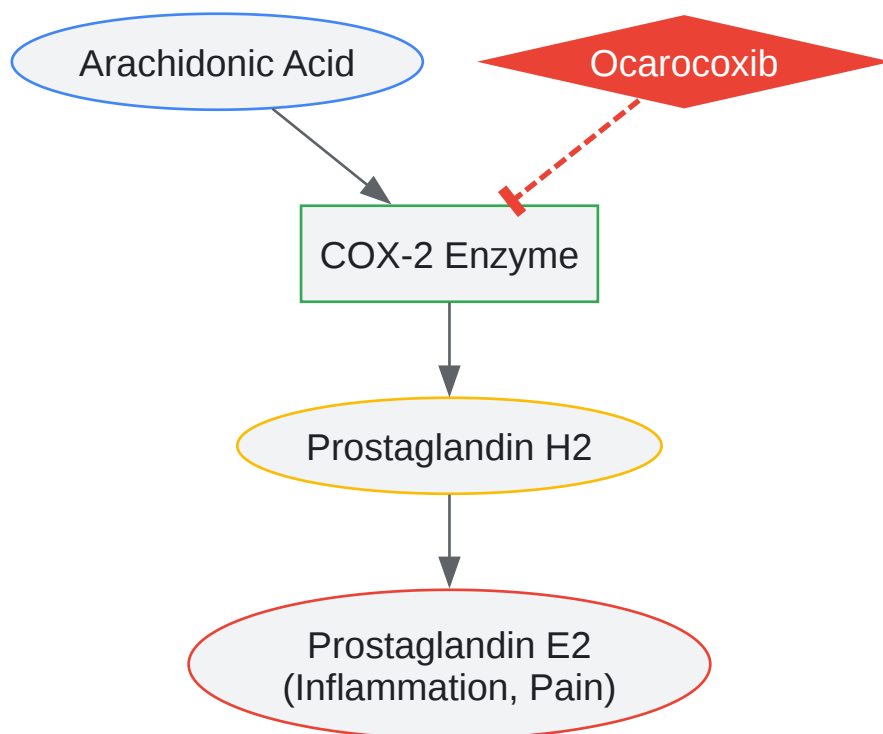 Arachidonic Acid
Ocarocoxib
COX-2 Enzyme
Prostaglandin H2
Prostaglandin E2
(Inflammation, Pain)